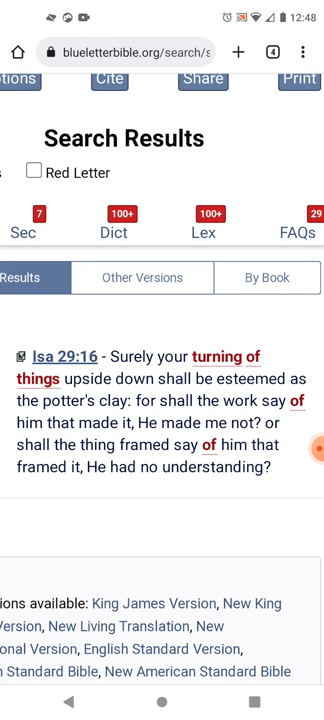 12:48
blueletterbible.org/search/s
4
tions Cite Share Print
Search Results
s Red Letter
7 100+ 100+ 29
Sec Dict Lex FAQs
Results Other Versions By Book
Isa 29:16 - Surely your turning of
things upside down shall be esteemed as
the potter's clay: for shall the work say of
him that made it, He made me not? or
shall the thing framed say of him that
framed it, He had no understanding?
ions available: King James Version, New King
Version, New Living Translation, New
onal Version, English Standard Version,
n Standard Bible, New American Standard Bible